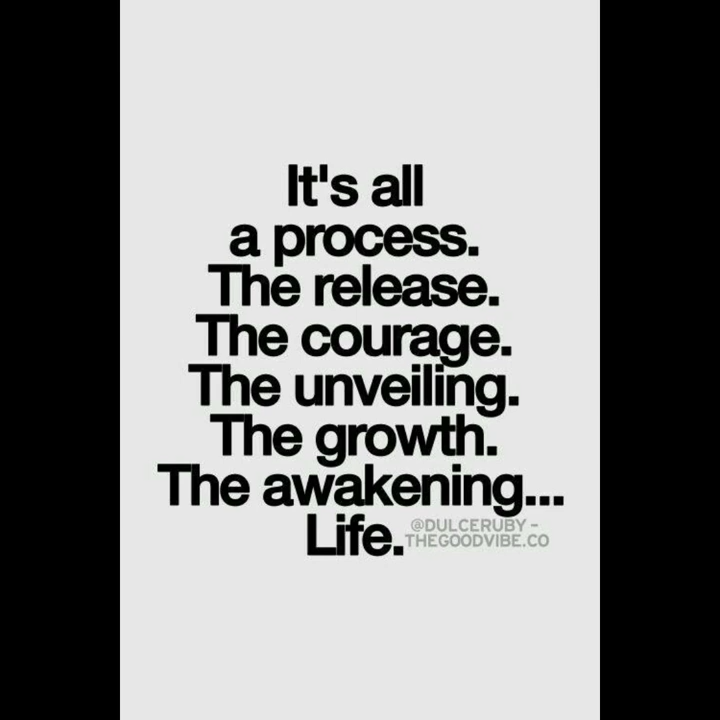 It's all
a process.
The release.
The courage.
The unveiling.
The growth.
The awakening...
Life.
@DULCERUBY -
THEGOODVIBE.CO